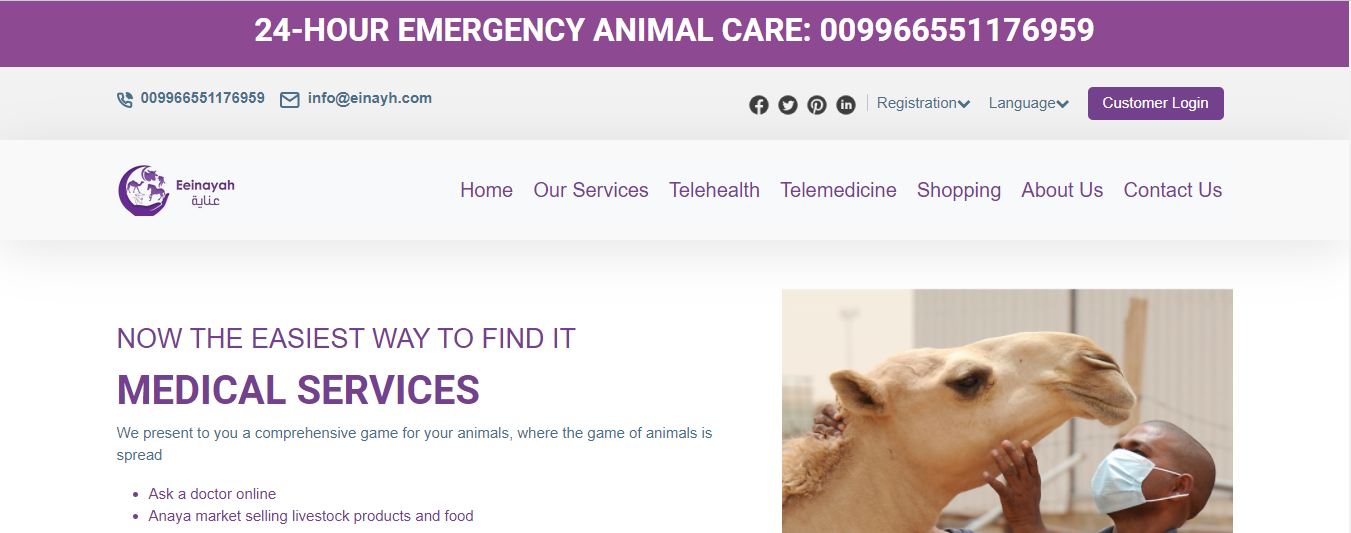 24-HOUR EMERGENCY ANIMAL CARE: 009966551176959
009966551176959 info@einayh.com
Registration Language Customer Login
Eeinayah
عناية
Home Our Services Telehealth Telemedicine Shopping About Us Contact Us
NOW THE EASIEST WAY TO FIND IT
MEDICAL SERVICES
We present to you a comprehensive game for your animals, where the game of animals is
spread
Ask a doctor online
Anaya market selling livestock products and food